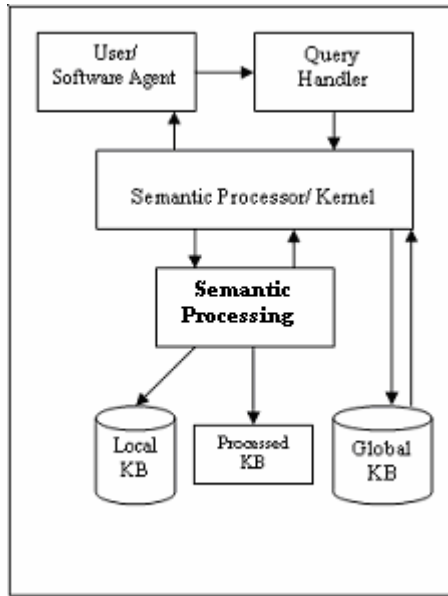 User/
Software Agent
Query
Handler
Semantic Processor/ Kernel
Semantic
Processing
Local
KB
Processed
KB
Global
KB